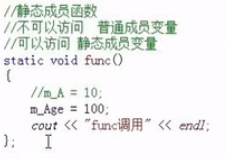 //静态成员函数
//不可以访问  普通成员变量
//可以访问 静态成员变量
static void func()
{
//m_A = 10;
m_Age = 100;
cout << "func调用" << endl;
};